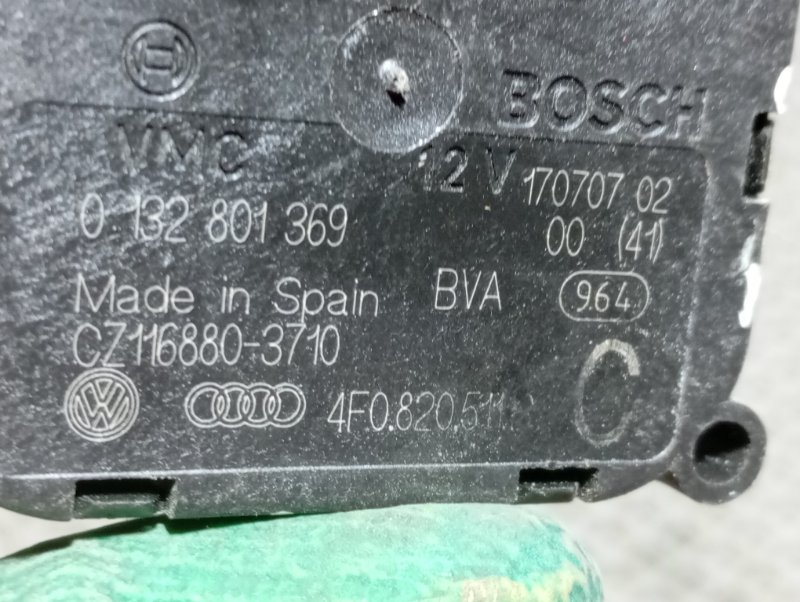 BOSCH
VMC 12 V 170707 02
0 132 801 369 00 (41)
Made in Spain BVA 964
CZ116880-3710 C
4F0.820.511.